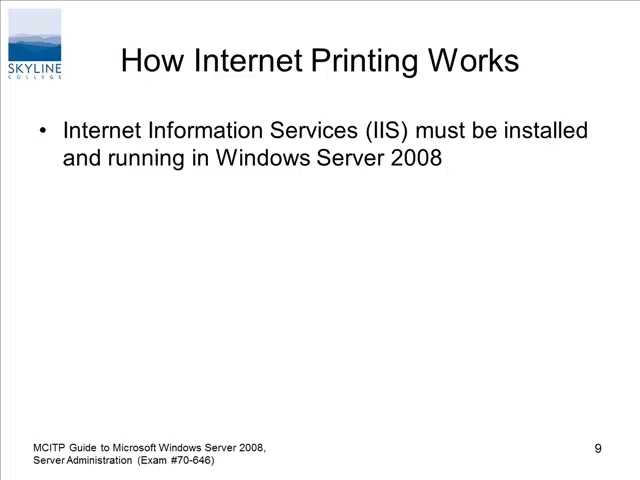 SKYLINE
COLLEGE
How Internet Printing Works
• Internet Information Services (IIS) must be installed
and running in Windows Server 2008
MCITP Guide to Microsoft Windows Server 2008,
Server Administration (Exam #70-646)
9